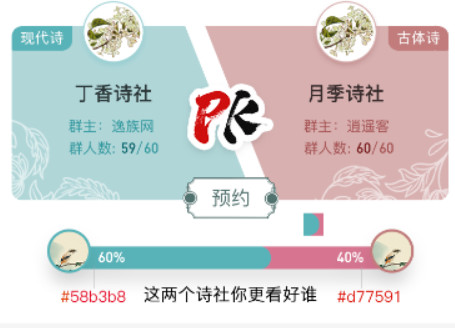 现代诗
古体诗
丁香诗社
月季诗社
PK
群主：逸族网
群主：逍遥客
群人数: 59/60
群人数: 60/60
预约
60%
40%
#58b3b8
这两个诗社你更看好谁
#d77591